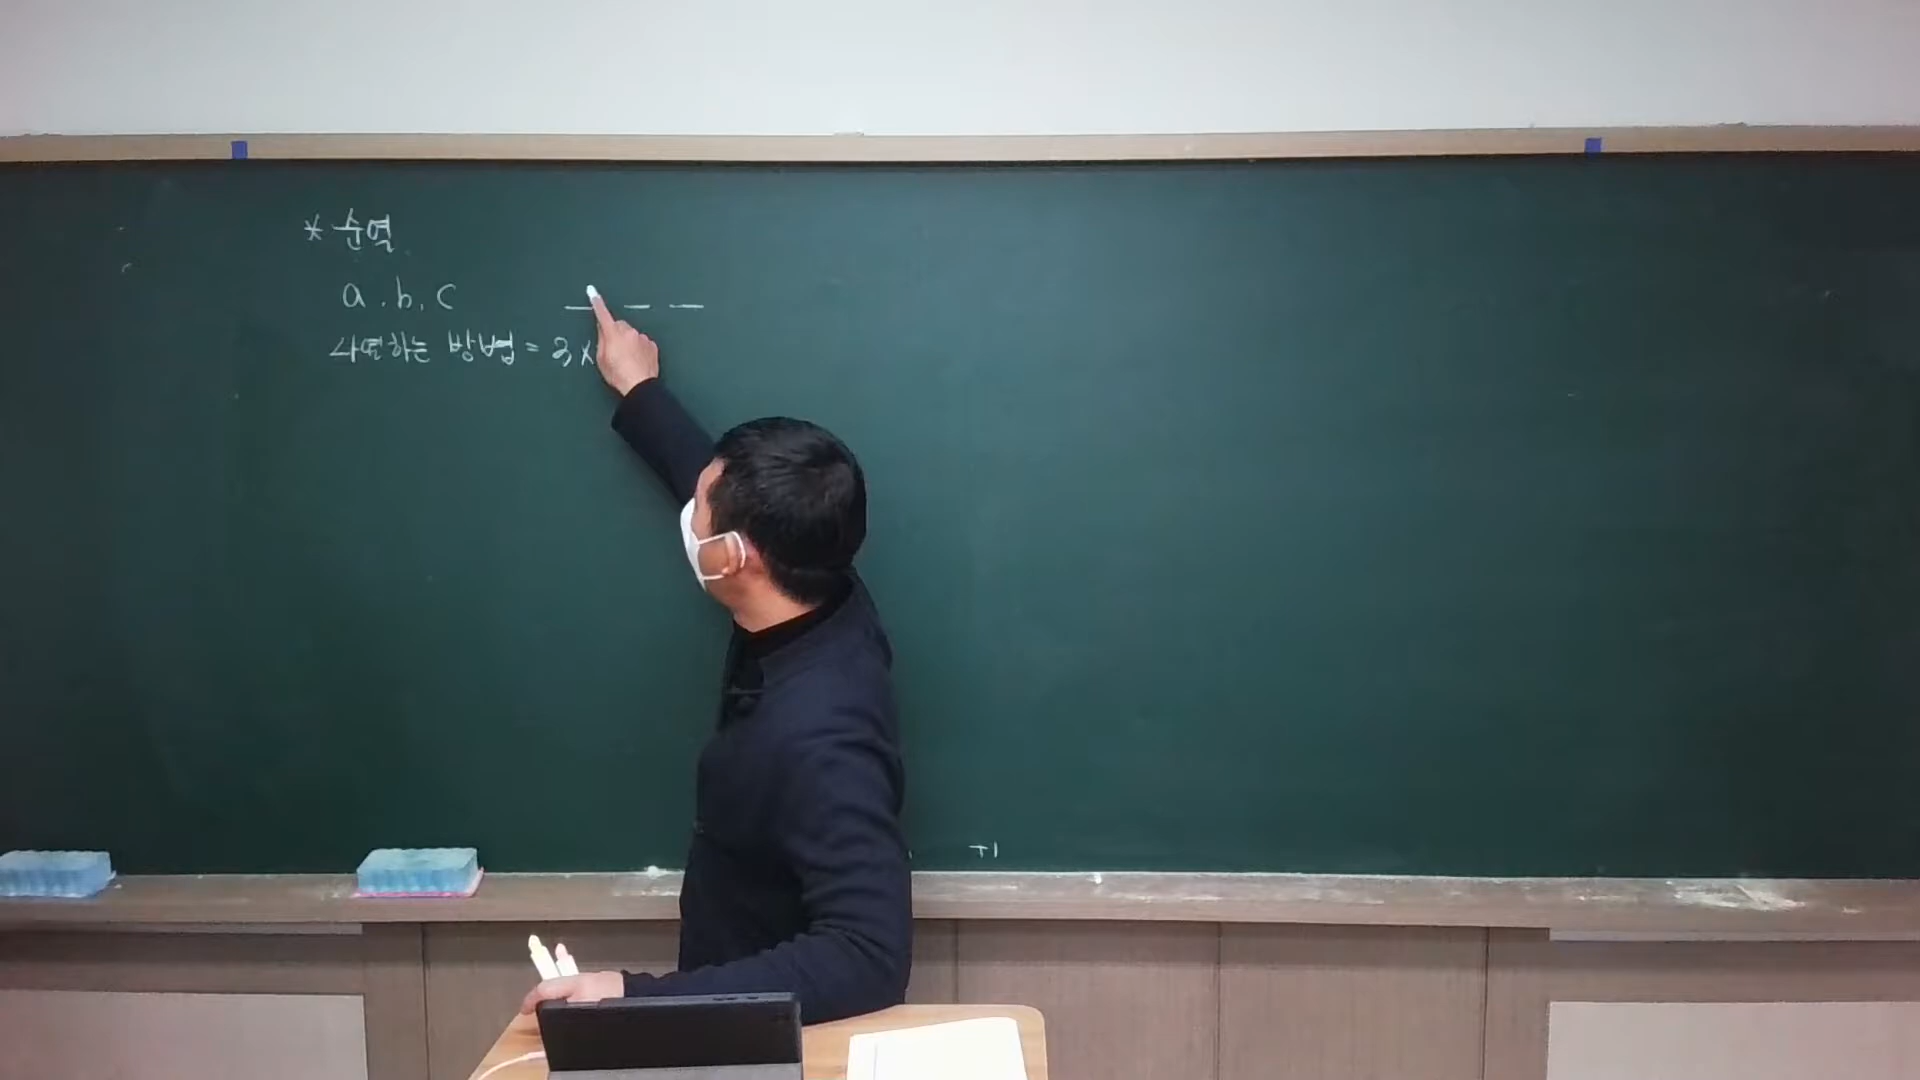 * 순열
a . b . c _ _ _
나열하는 방법 = 3 ×